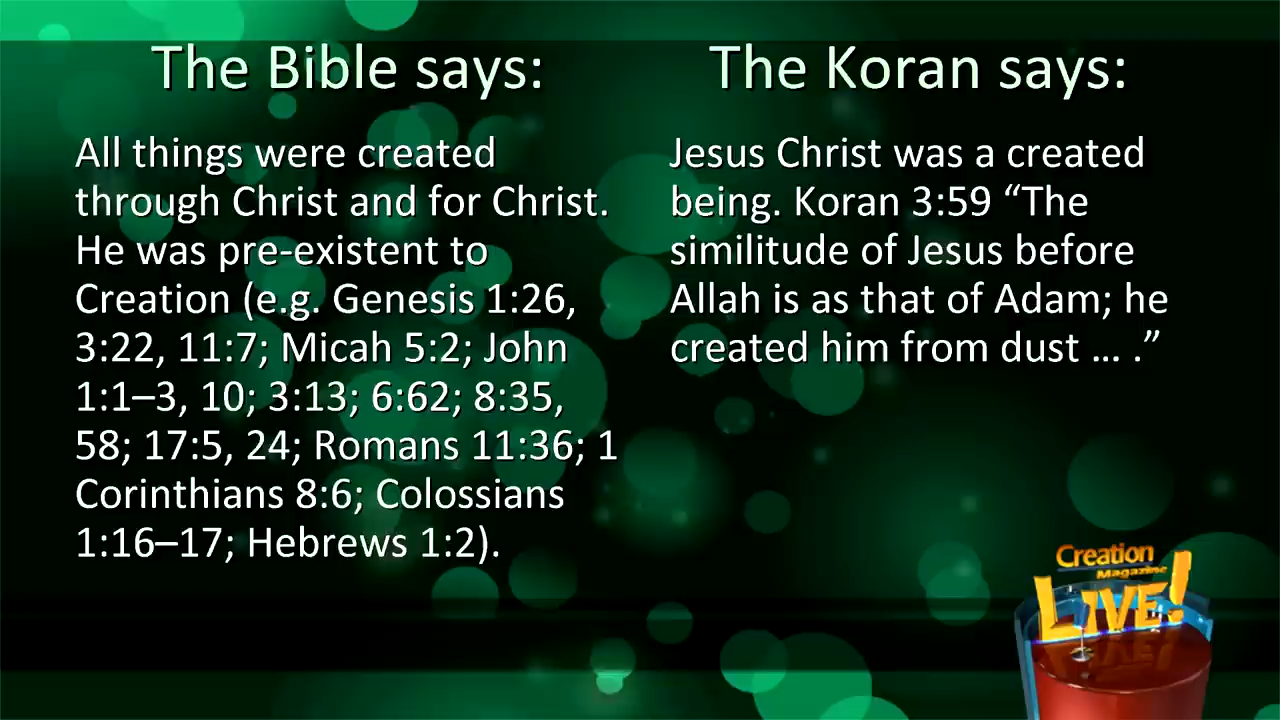 The Bible says:
All things were created
through Christ and for Christ.
He was pre-existent to
Creation (e.g. Genesis 1:26,
3:22, 11:7; Micah 5:2; John
1:1–3, 10; 3:13; 6:62; 8:35,
58; 17:5, 24; Romans 11:36; 1
Corinthians 8:6; Colossians
1:16–17; Hebrews 1:2).
The Koran says:
Jesus Christ was a created
being. Koran 3:59 “The
similitude of Jesus before
Allah is as that of Adam; he
created him from dust … .”
Creation
Magazine
LIVE!